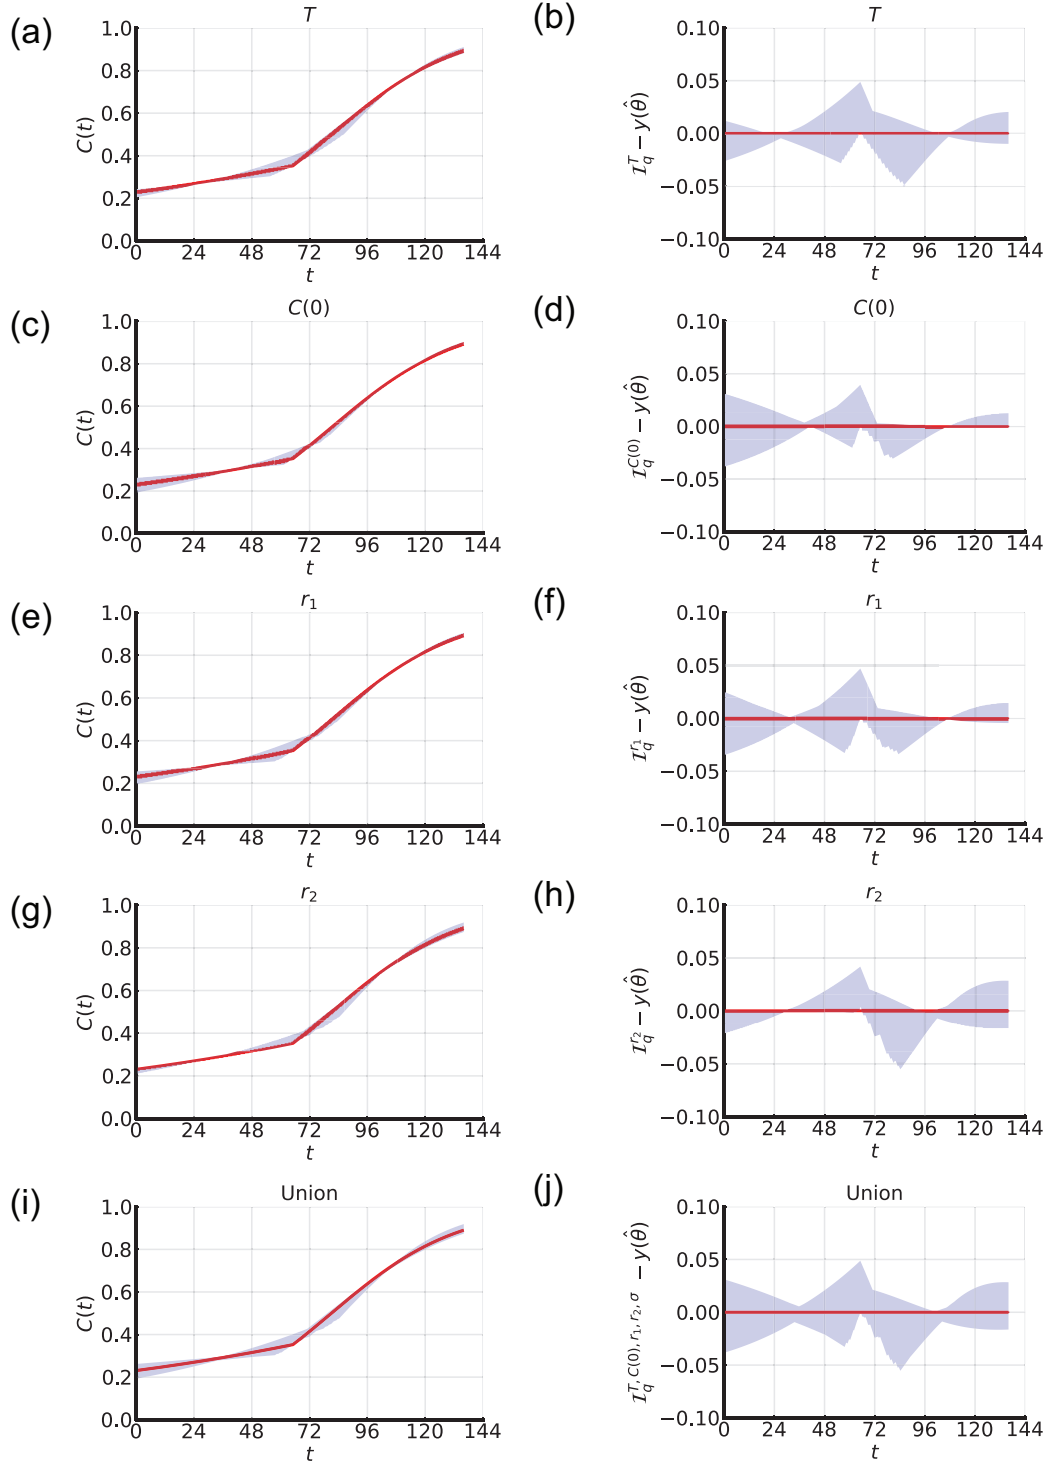 (a)
T
C(t)
1.0
0.8
0.6
0.4
0.2
0.0
0 24 48 72 96 120 144
t
(b)
T
𝓘_q^T − y(θ̂)
0.10
0.05
0.00
−0.05
−0.10
0 24 48 72 96 120 144
t
(c)
C(0)
C(t)
1.0
0.8
0.6
0.4
0.2
0.0
0 24 48 72 96 120 144
t
(d)
C(0)
𝓘_q^{C(0)} − y(θ̂)
0.10
0.05
0.00
−0.05
−0.10
0 24 48 72 96 120 144
t
(e)
r₁
C(t)
1.0
0.8
0.6
0.4
0.2
0.0
0 24 48 72 96 120 144
t
(f)
r₁
𝓘_q^{r₁} − y(θ̂)
0.10
0.05
0.00
−0.05
−0.10
0 24 48 72 96 120 144
t
(g)
r₂
C(t)
1.0
0.8
0.6
0.4
0.2
0.0
0 24 48 72 96 120 144
t
(h)
r₂
𝓘_q^{r₂} − y(θ̂)
0.10
0.05
0.00
−0.05
−0.10
0 24 48 72 96 120 144
t
(i)
Union
C(t)
1.0
0.8
0.6
0.4
0.2
0.0
0 24 48 72 96 120 144
t
(j)
Union
𝓘_q^{T, C(0), r₁, r₂, σ} − y(θ̂)
0.10
0.05
0.00
−0.05
−0.10
0 24 48 72 96 120 144
t